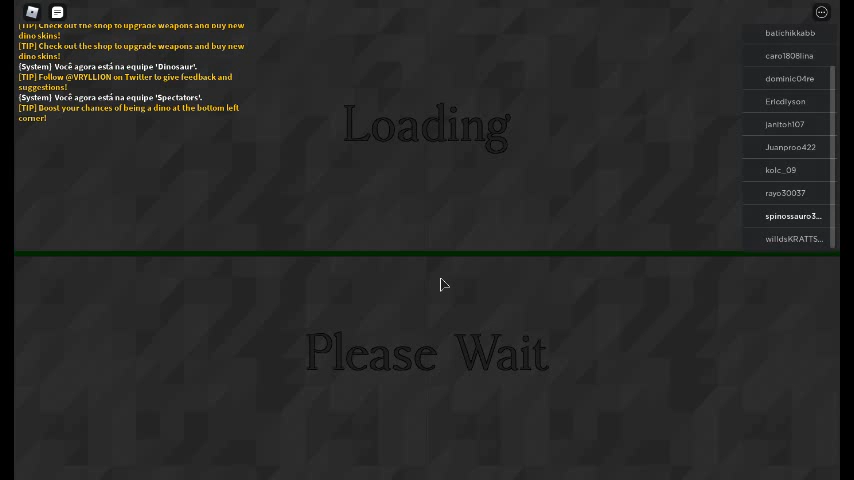 [TIP] Check out the shop to upgrade weapons and buy new
dino skins!
[TIP] Check out the shop to upgrade weapons and buy new
dino skins!
{System} Você agora está na equipe 'Dinosaur'.
[TIP] Follow @VRYLLION on Twitter to give feedback and
suggestions!
{System} Você agora está na equipe 'Spectators'.
[TIP] Boost your chances of being a dino at the bottom left
corner!
Loading
Please Wait
batichikkabb
caro1808lina
dominic04re
Ericdlyson
janitoh107
Juanproo422
kolc_09
rayo30037
spinossauro3...
willdsKRATTS...